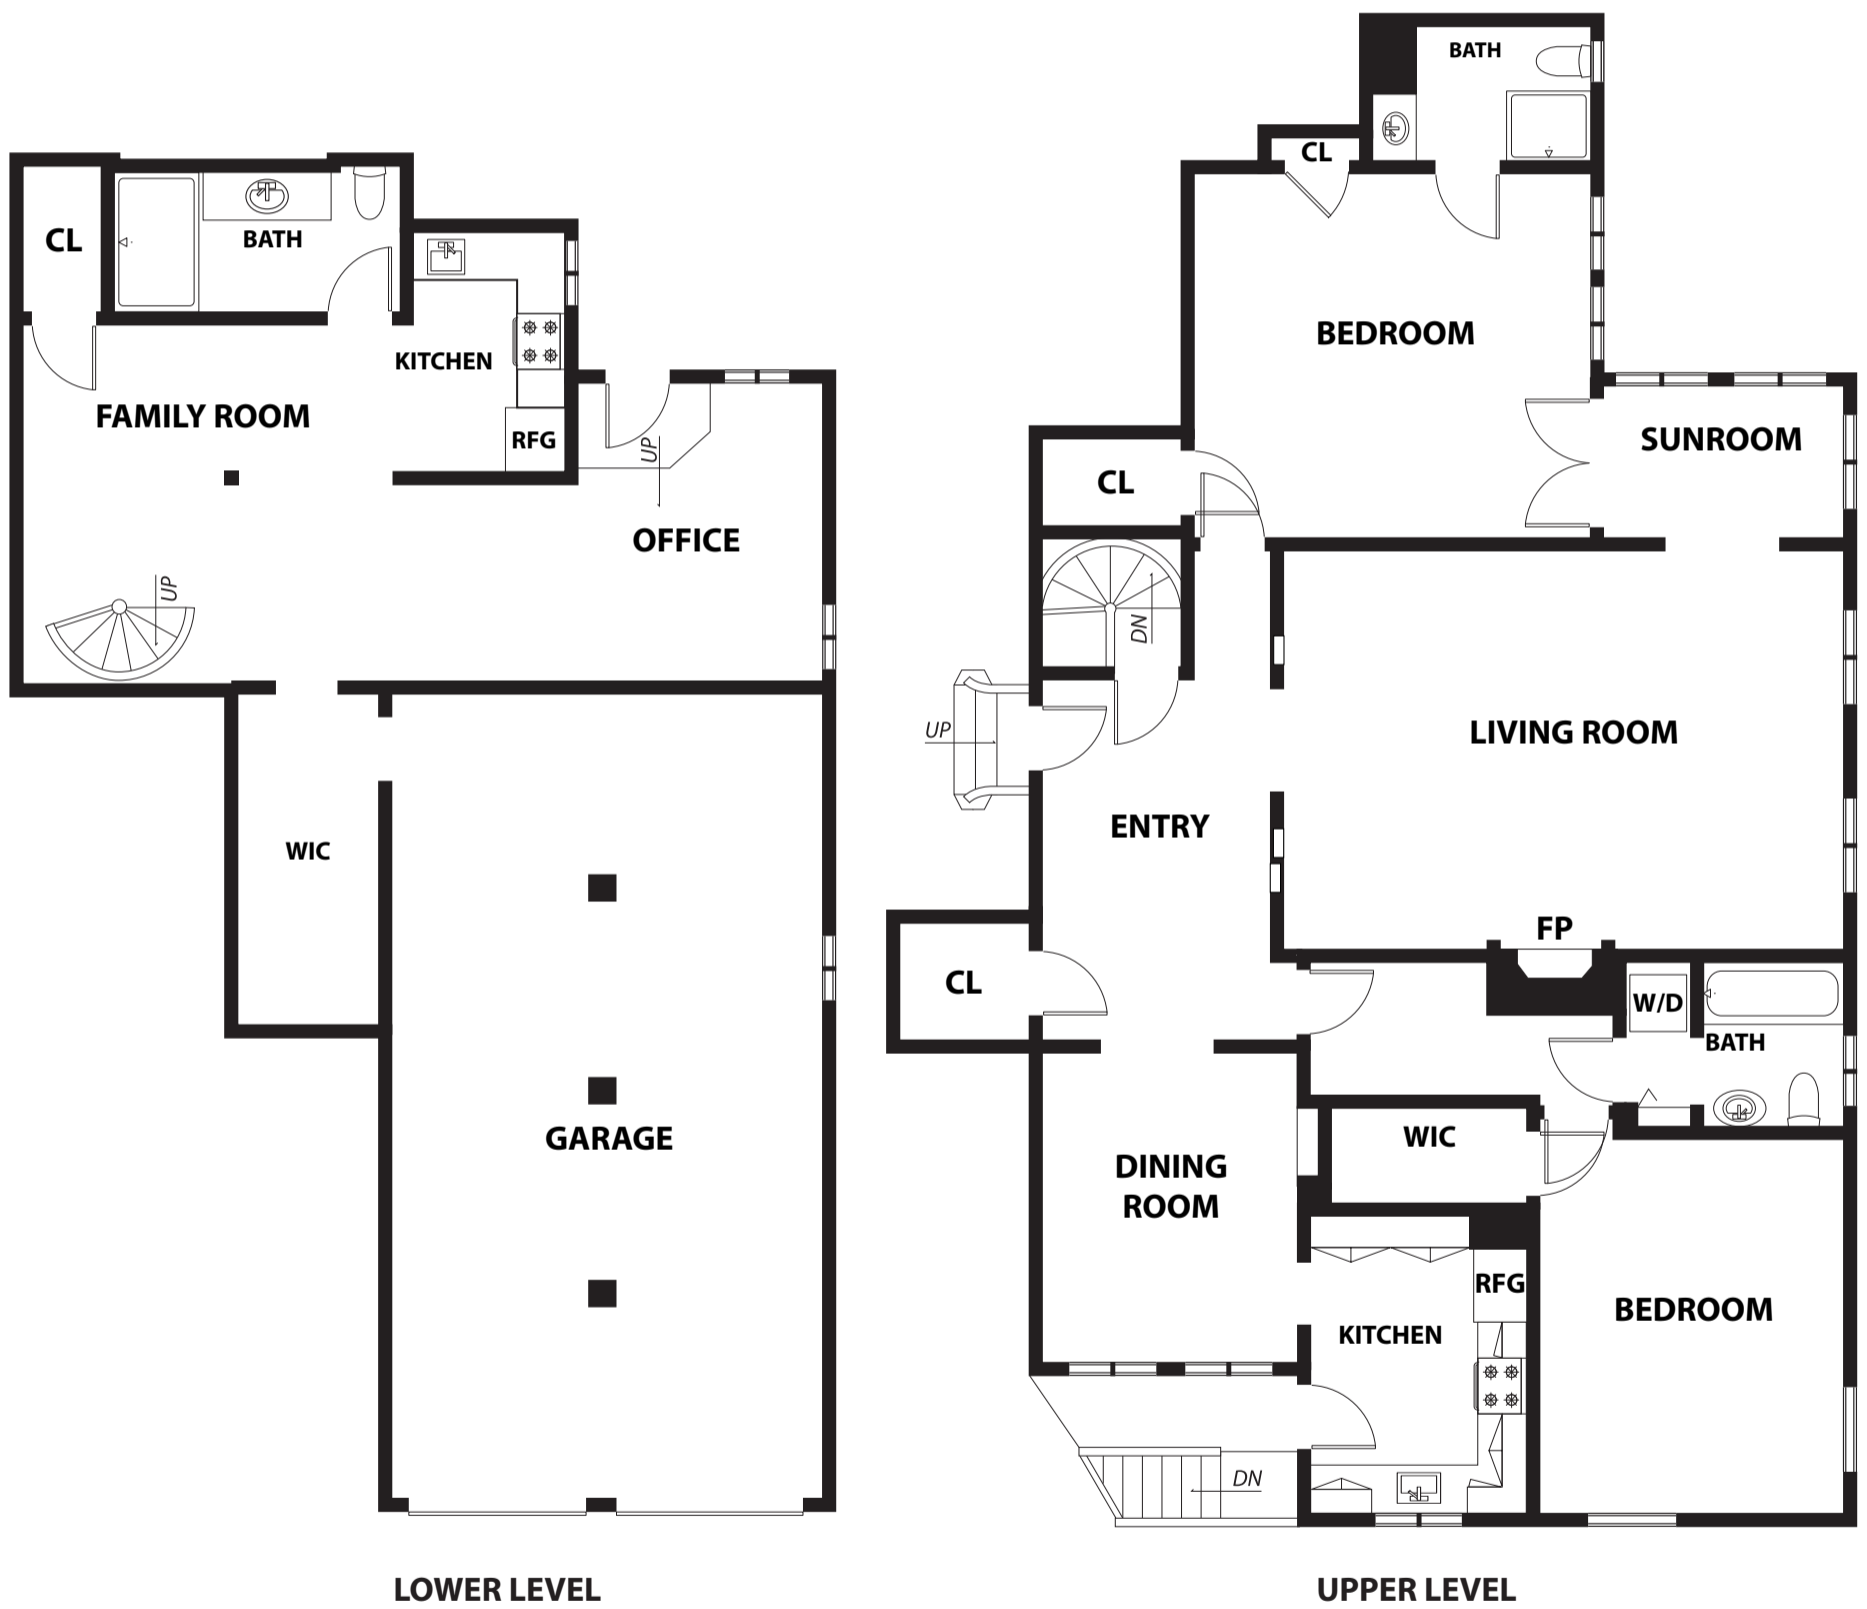 CL
BATH
KITCHEN
FAMILY ROOM
RFG
UP
OFFICE
UP
WIC
GARAGE
LOWER LEVEL
BATH
CL
BEDROOM
SUNROOM
CL
DN
UP
LIVING ROOM
ENTRY
FP
CL
W/D
BATH
WIC
DINING
ROOM
RFG
KITCHEN
BEDROOM
DN
UPPER LEVEL